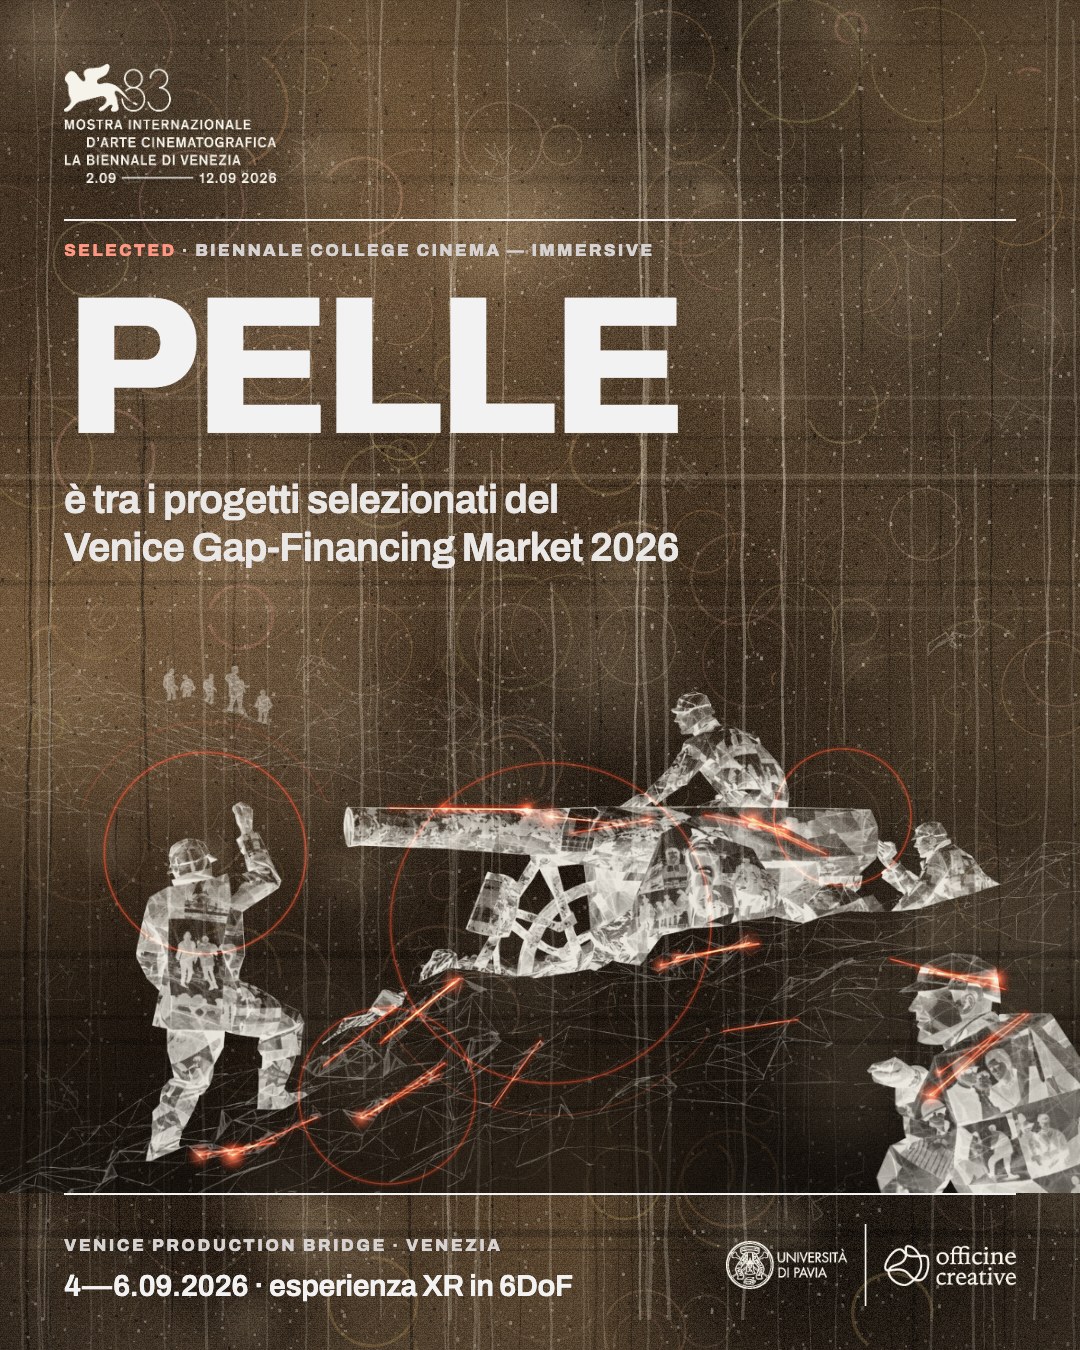 83
MOSTRA INTERNAZIONALE
D'ARTE CINEMATOGRAFICA
LA BIENNALE DI VENEZIA
2.09 — 12.09 2026
SELECTED · BIENNALE COLLEGE CINEMA — IMMERSIVE
PELLE
è tra i progetti selezionati del
Venice Gap-Financing Market 2026
VENICE PRODUCTION BRIDGE · VENEZIA
4—6.09.2026 · esperienza XR in 6DoF
UNIVERSITÀ
DI PAVIA
officine
creative